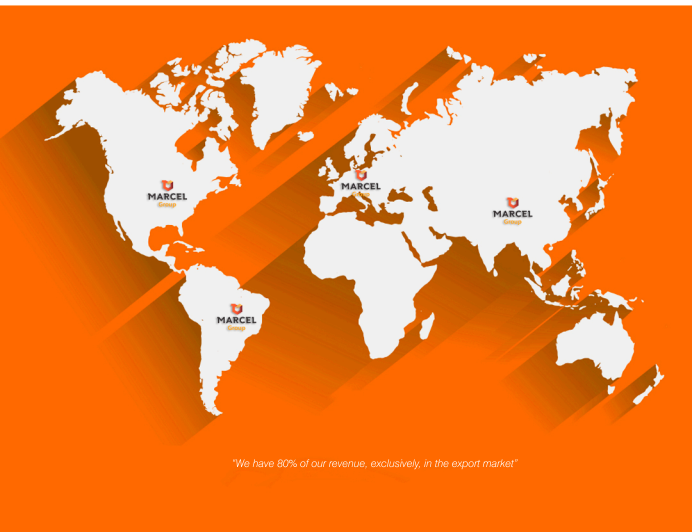 MARCEL
Group
MARCEL
Group
MARCEL
Group
MARCEL
Group
"We have 80% of our revenue, exclusively, in the export market"